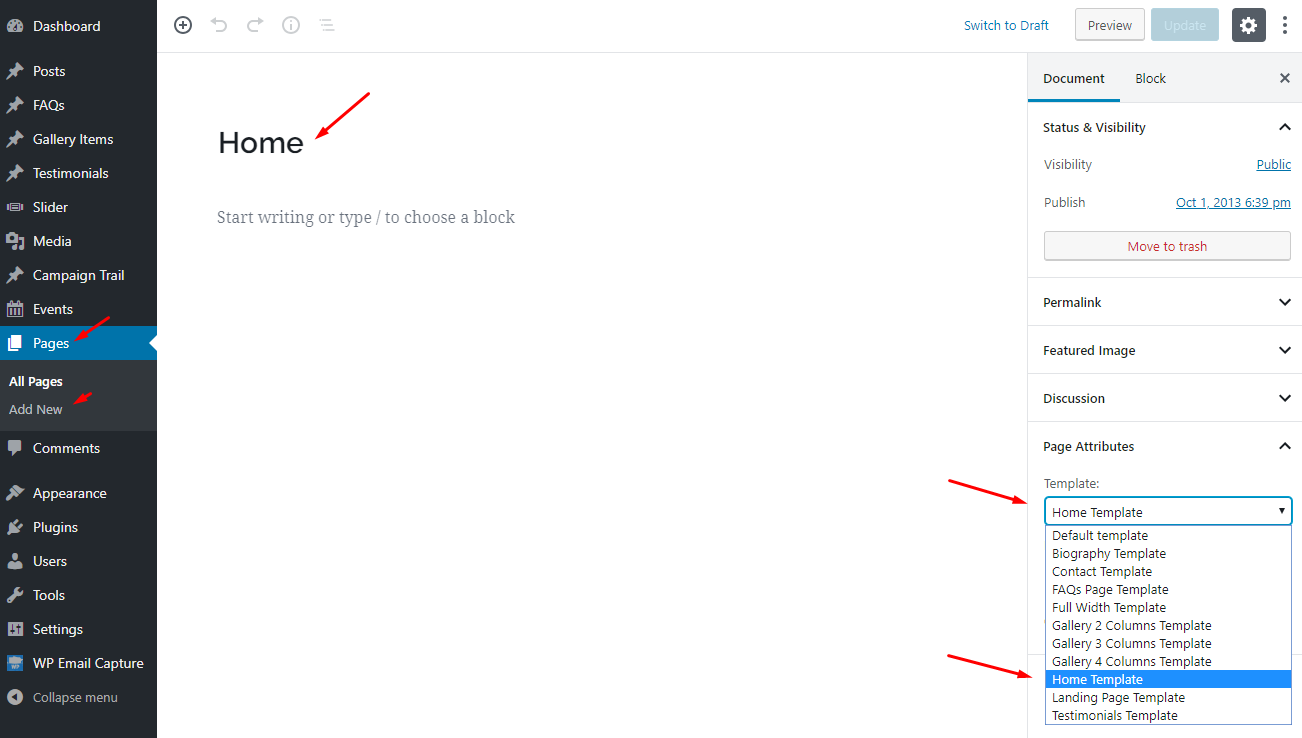 Dashboard
Posts
FAQs
Gallery Items
Testimonials
Slider
Media
Campaign Trail
Events
Pages
All Pages
Add New
Comments
Appearance
Plugins
Users
Tools
Settings
WP Email Capture
Collapse menu
Switch to Draft
Preview
Update
Home
Start writing or type / to choose a block
Document
Block
Status & Visibility
Visibility
Public
Publish
Oct 1, 2013 6:39 pm
Move to trash
Permalink
Featured Image
Discussion
Page Attributes
Template:
Home Template
Default template
Biography Template
Contact Template
FAQs Page Template
Full Width Template
Gallery 2 Columns Template
Gallery 3 Columns Template
Gallery 4 Columns Template
Home Template
Landing Page Template
Testimonials Template